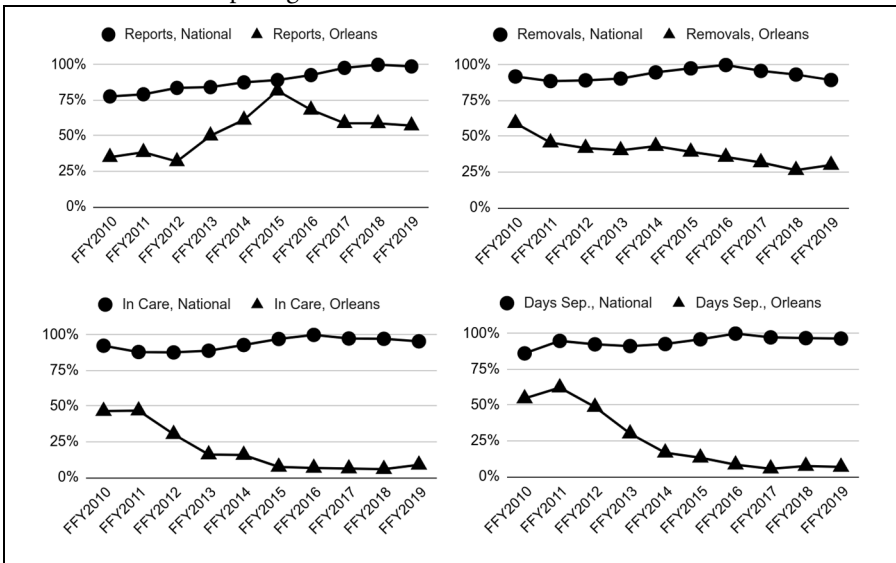 Reports, National Reports, Orleans
100%
75%
50%
25%
0%
FFY2010
FFY2011
FFY2012
FFY2013
FFY2014
FFY2015
FFY2016
FFY2017
FFY2018
FFY2019
Removals, National Removals, Orleans
100%
75%
50%
25%
0%
FFY2010
FFY2011
FFY2012
FFY2013
FFY2014
FFY2015
FFY2016
FFY2017
FFY2018
FFY2019
In Care, National In Care, Orleans
100%
75%
50%
25%
0%
FFY2010
FFY2011
FFY2012
FFY2013
FFY2014
FFY2015
FFY2016
FFY2017
FFY2018
FFY2019
Days Sep., National Days Sep., Orleans
100%
75%
50%
25%
0%
FFY2010
FFY2011
FFY2012
FFY2013
FFY2014
FFY2015
FFY2016
FFY2017
FFY2018
FFY2019